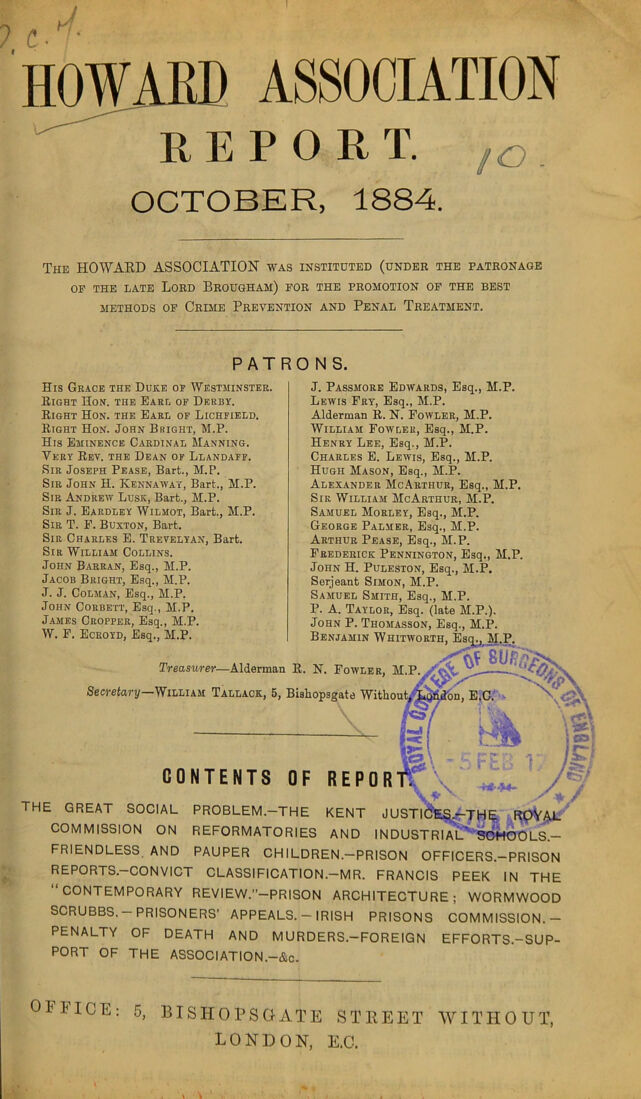 HOWARD ASSOCIATION
REPORT.
10.
OCTOBER, 1884.
THE HOWARD ASSOCIATION WAS INSTITUTED (UNDER THE PATRONAGE
OF THE LATE LORD BROUGHAM) FOR THE PROMOTION OF THE BEST
METHODS OF CRIME PREVENTION AND PENAL TREATMENT.
PATRONS.
HIS GRACE THE DUKE OF WESTMINSTER.
RIGHT HON. THE EARL OF DERBY.
RIGHT HON. THE EARL OF LICHFIELD.
RIGHT HON. JOHN BRIGHT, M.P.
HIS EMINENCE CARDINAL MANNING.
VERY REV. THE DEAN OF LLANDAFF.
SIR JOSEPH PEASE, Bart., M.P.
SIR JOHN H. KENNAWAY, Bart., M.P.
SIR ANDREW LUSK, Bart., M.P.
SIR J. EARDLEY WILMOT, Bart., M.P.
SIR T. F. BUXTON, Bart.
SIR CHARLES E. TREVELYAN, Bart.
SIR WILLIAM COLLINS.
JOHN BARRAN, Esq., M.P.
JACOB BRIGHT, Esq., M.P.
J. J. COLMAN, Esq., M.P.
JOHN CORBETT, Esq., M.P.
JAMES CROPPER, Esq., M.P.
W. F. ECROYD, Esq., M.P.
J. PASSMORE EDWARDS, Esq., M.P.
LEWIS FRY, Esq., M.P.
Alderman R. N. FOWLER, M.P.
WILLIAM FOWLER, Esq., M.P.
HENRY LEE, Esq., M.P.
CHARLES E. LEWIS, Esq., M.P.
HUGH MASON, Esq., M.P.
ALEXANDER MCARTHUR, Esq., M.P.
SIR WILLIAM MCARTHUR, M.P.
SAMUEL MORLEY, Esq., M.P.
GEORGE PALMER, Esq., M.P.
ARTHUR PEASE, Esq., M.P.
FREDERICK PENNINGTON, Esq., M.P.
JOHN H. PULESTON, Esq., M.P.
Serjeant SIMON, M.P.
SAMUEL SMITH, Esq., M.P.
P. A. TAYLOR, Esq. (late M.P.).
JOHN P. THOMASSON, Esq., M.P.
BENJAMIN WHITWORTH, Esq., M.P.
Treasurer—Alderman R. N. FOWLER, M.P.
Secretary—WILLIAM TALLACK, 5, Bishopsgate Without, London, E.C.
OF SURGEONS OF ENGLAND
ROYAL
-5 FEB 17
CONTENTS OF REPORT.
THE GREAT SOCIAL PROBLEM.—THE KENT JUSTICES.—THE ROYAL
COMMISSION ON REFORMATORIES AND INDUSTRIAL SCHOOLS.—
FRIENDLESS. AND PAUPER CHILDREN.—PRISON OFFICERS.—PRISON
REPORTS.—CONVICT CLASSIFICATION.—MR. FRANCIS PEEK IN THE
"CONTEMPORARY REVIEW."—PRISON ARCHITECTURE; WORMWOOD
SCRUBBS.—PRISONERS' APPEALS.—IRISH PRISONS COMMISSION.—
PENALTY OF DEATH AND MURDERS.—FOREIGN EFFORTS.—SUP-
PORT OF THE ASSOCIATION.—&c.
OFFICE: 5, BISHOPSGATE STREET WITHOUT,
LONDON, E.C.